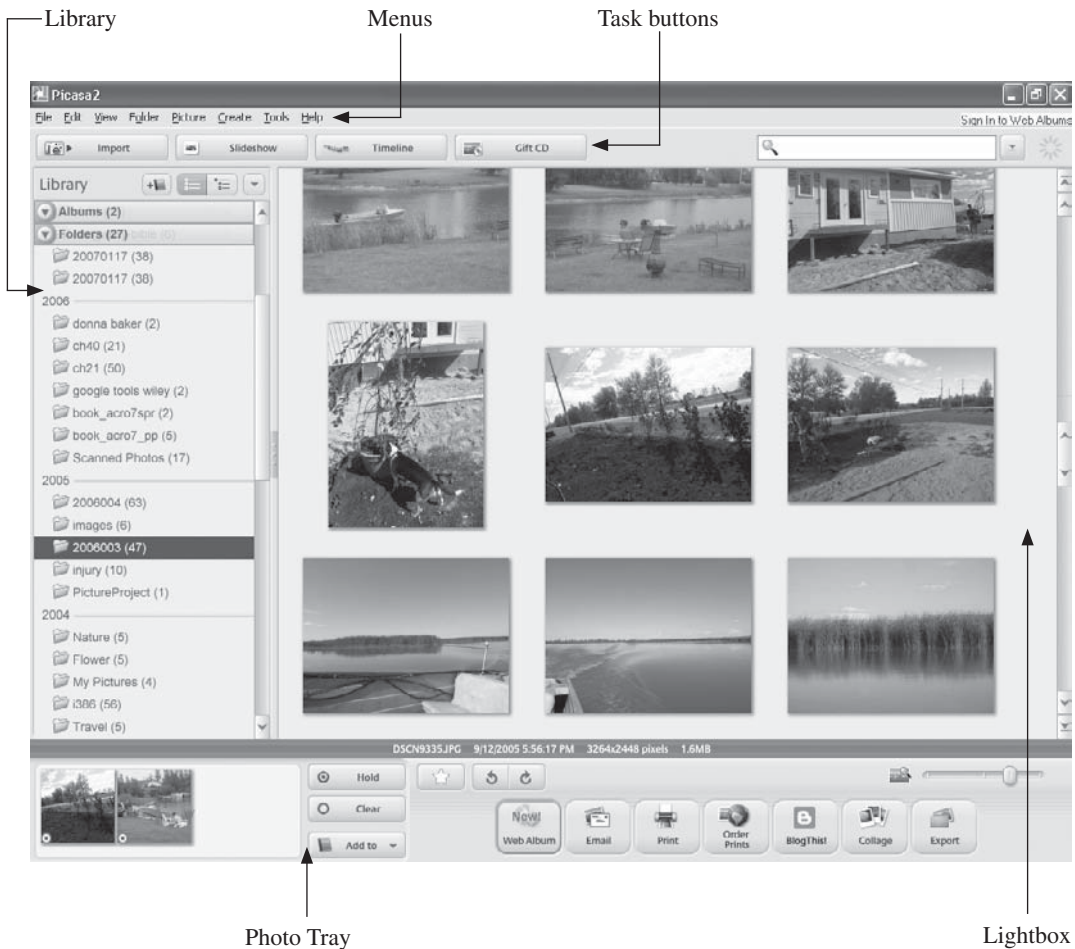 Library Menus Task buttons
Picasa2
File Edit View Folder Picture Create Tools Help
Sign In to Web Albums
Import Slideshow Timeline Gift CD
Library
Albums (2)
Folders (27)
20070117 (38)
20070117 (38)
2006
donna baker (2)
ch40 (21)
ch21 (50)
google tools wiley (2)
book_acro7spr (2)
book_acro7_pp (5)
Scanned Photos (17)
2005
2006004 (63)
images (6)
2006003 (47)
injury (10)
PictureProject (1)
2004
Nature (5)
Flower (5)
My Pictures (4)
i386 (56)
Travel (5)
DSCN9335.JPG 9/12/2005 5:56:17 PM 3264x2448 pixels 1.6MB
Hold
Clear
Add to
New!
Web Album
Email
Print
Order
Prints
BlogThis!
Collage
Export
Photo Tray Lightbox